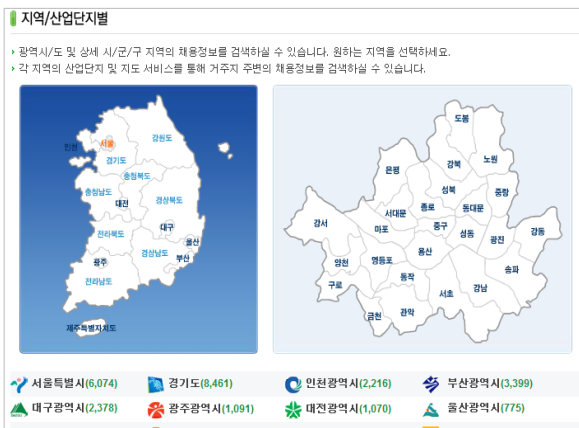 지역/산업단지별
광역시/도 및 상세 시/군/구 지역의 채용정보를 검색하실 수 있습니다. 원하는 지역을 선택하세요.
각 지역의 산업단지 및 지도 서비스를 통해 거주지 주변의 채용정보를 검색하실 수 있습니다.
강원도
인천
서울
경기도
충청북도
충청남도
대전
경상북도
전라북도
대구
울산
경상남도
부산
광주
전라남도
제주특별자치도
도봉
노원
강북
은평
성북
중랑
종로
동대문
서대문
강서
마포
중구
성동
광진
강동
용산
양천
영등포
송파
동작
구로
강남
서초
금천
관악
서울특별시(6,074)
경기도(8,461)
인천광역시(2,216)
부산광역시(3,399)
대구광역시(2,378)
광주광역시(1,091)
대전광역시(1,070)
울산광역시(775)